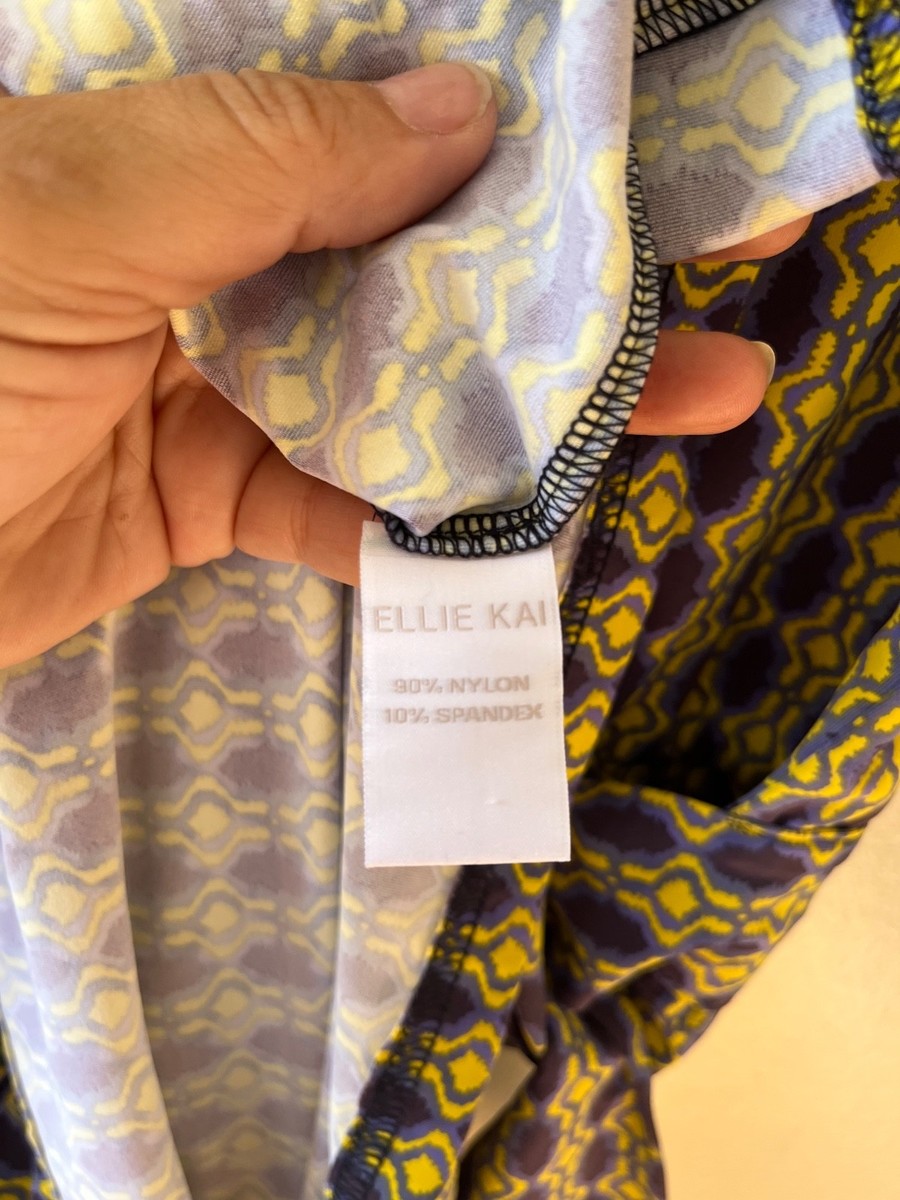 ELLIE KAI
90% NYLON
10% SPANDEX